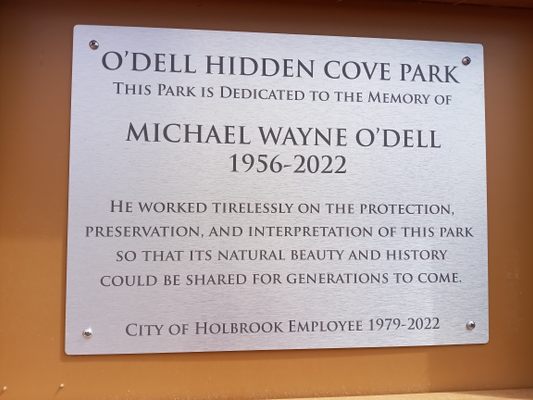 O'DELL HIDDEN COVE PARK
THIS PARK IS DEDICATED TO THE MEMORY OF
MICHAEL WAYNE O'DELL
1956-2022
HE WORKED TIRELESSLY ON THE PROTECTION,
PRESERVATION, AND INTERPRETATION OF THIS PARK
SO THAT ITS NATURAL BEAUTY AND HISTORY
COULD BE SHARED FOR GENERATIONS TO COME.
CITY OF HOLBROOK EMPLOYEE 1979-2022